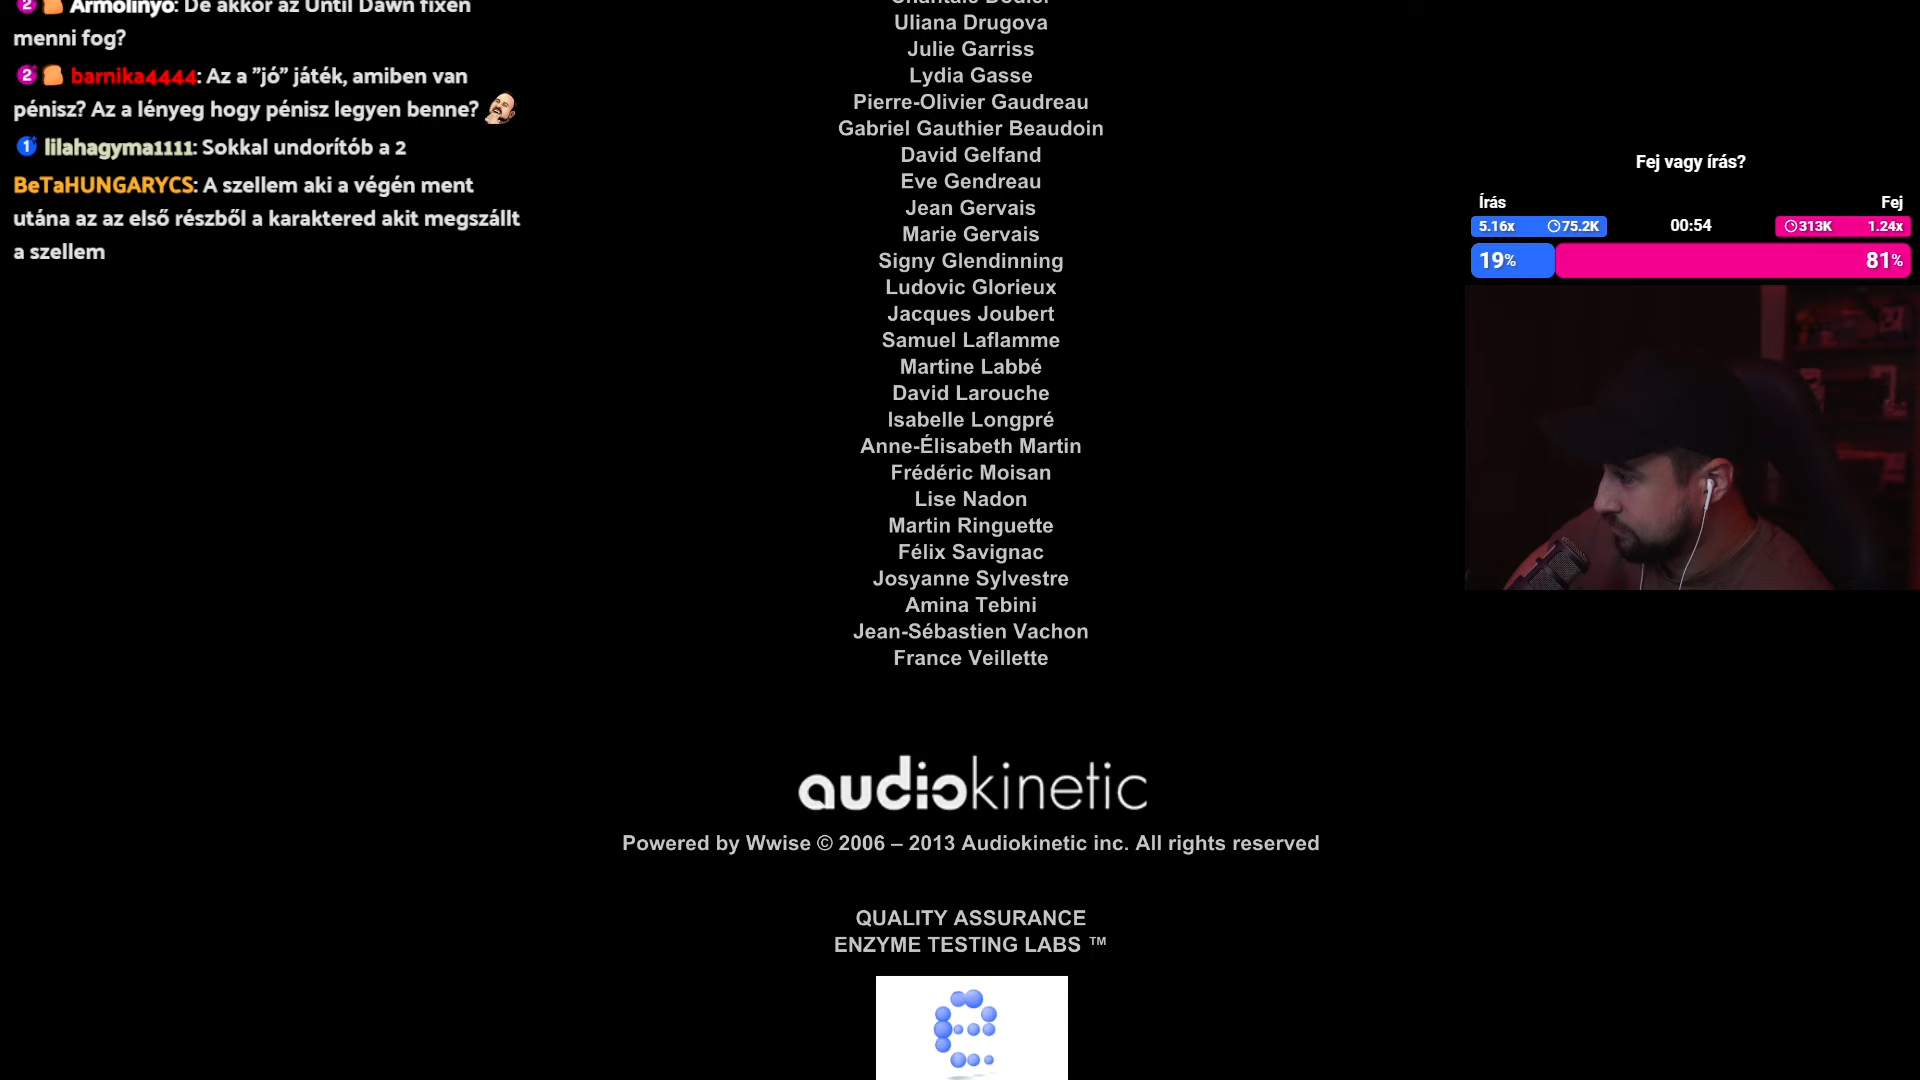 2 Armolinyo: De akkor az Until Dawn fixen
menni fog?
2 barnika4444: Az a "jó" játék, amiben van
pénisz? Az a lényeg hogy pénisz legyen benne?
1 lilahagyma1111: Sokkal undorítób a 2
BeTaHUNGARYCS: A szellem aki a végén ment
utána az az első részből a karaktered akit megszállt
a szellem
Uliana Drugova
Julie Garriss
Lydia Gasse
Pierre-Olivier Gaudreau
Gabriel Gauthier Beaudoin
David Gelfand
Eve Gendreau
Jean Gervais
Marie Gervais
Signy Glendinning
Ludovic Glorieux
Jacques Joubert
Samuel Laflamme
Martine Labbé
David Larouche
Isabelle Longpré
Anne-Élisabeth Martin
Frédéric Moisan
Lise Nadon
Martin Ringuette
Félix Savignac
Josyanne Sylvestre
Amina Tebini
Jean-Sébastien Vachon
France Veillette
audiokinetic
Powered by Wwise © 2006 – 2013 Audiokinetic inc. All rights reserved
QUALITY ASSURANCE
ENZYME TESTING LABS ™
Fej vagy írás?
Írás Fej
5.16x 75.2K 00:54 313K 1.24x
19% 81%